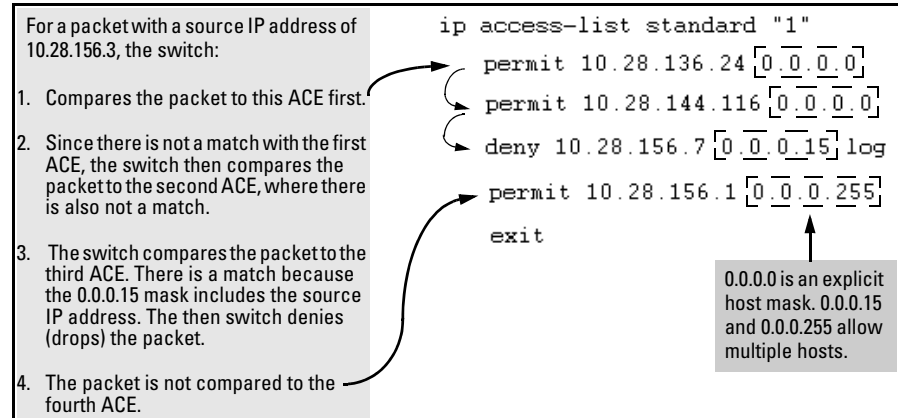 For a packet with a source IP address of
10.28.156.3, the switch:
1. Compares the packet to this ACE first.
2. Since there is not a match with the first
ACE, the switch then compares the
packet to the second ACE, where there
is also not a match.
3. The switch compares the packet to the
third ACE. There is a match because
the 0.0.0.15 mask includes the source
IP address. The then switch denies
(drops) the packet.
4. The packet is not compared to the
fourth ACE.
ip access-list standard "1"
permit 10.28.136.24 0.0.0.0
permit 10.28.144.116 0.0.0.0
deny 10.28.156.7 0.0.0.15 log
permit 10.28.156.1 0.0.0.255
exit
0.0.0.0 is an explicit
host mask. 0.0.0.15
and 0.0.0.255 allow
multiple hosts.